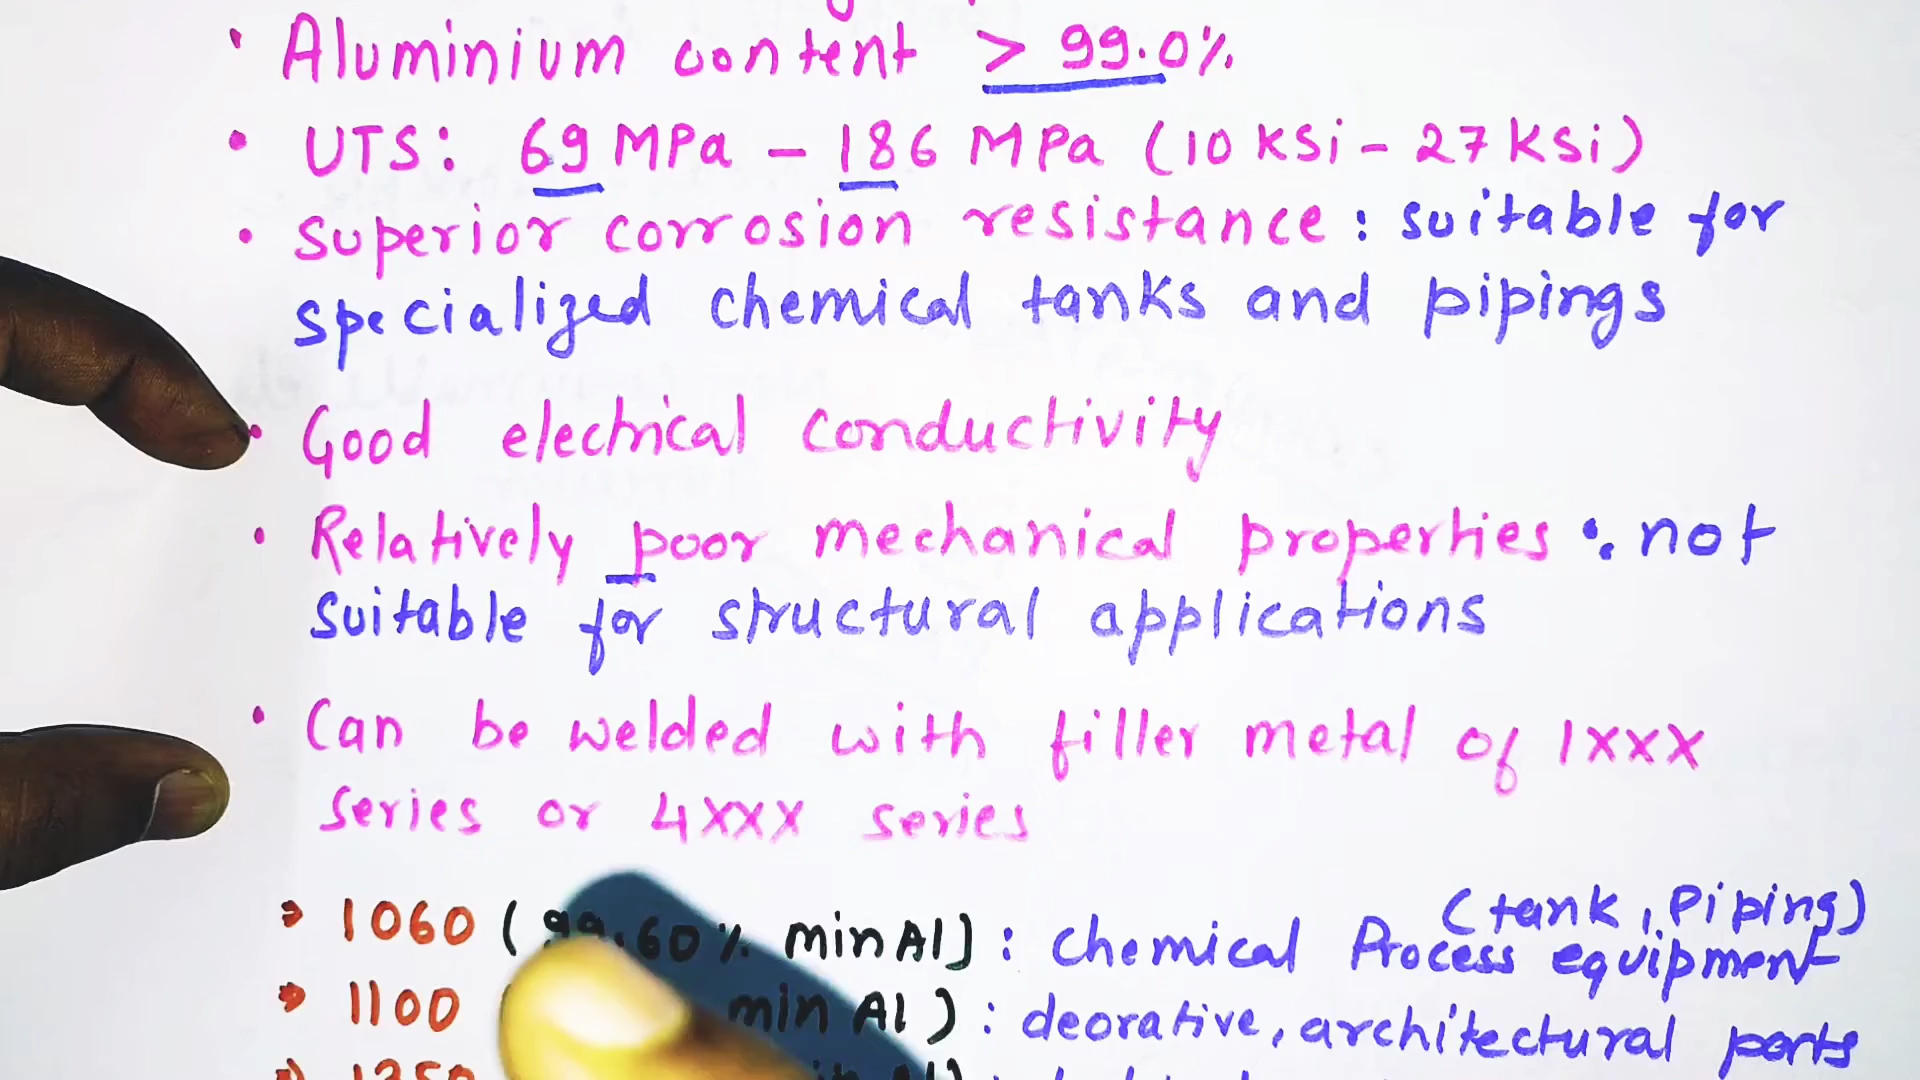 • Aluminium content > 99.0%
• UTS: 69 MPa – 186 MPa (10 KSi – 27 KSi)
• Superior corrosion resistance : suitable for
specialized chemical tanks and pipings
• Good electrical conductivity
• Relatively poor mechanical properties : not
suitable for structural applications
• Can be welded with filler metal of 1XXX
series or 4XXX series
(tank, Piping)
→ 1060 (99.60% min Al) : Chemical Process equipment
→ 1100 min Al) : deorative, architectural parts
1350